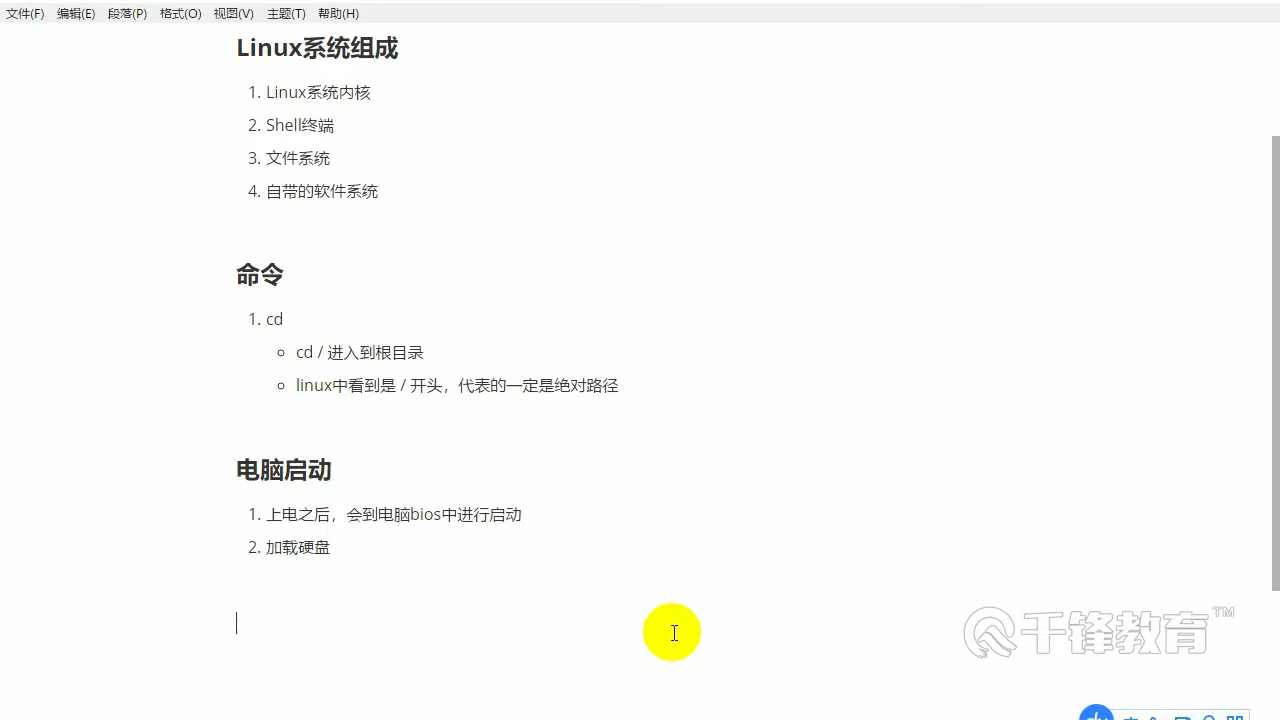 文件(F) 编辑(E) 段落(P) 格式(O) 视图(V) 主题(T) 帮助(H)
Linux系统组成
1. Linux系统内核
2. Shell终端
3. 文件系统
4. 自带的软件系统
命令
1. cd
cd / 进入到根目录
linux中看到是 / 开头，代表的一定是绝对路径
电脑启动
1. 上电之后，会到电脑bios中进行启动
2. 加载硬盘
千锋教育™